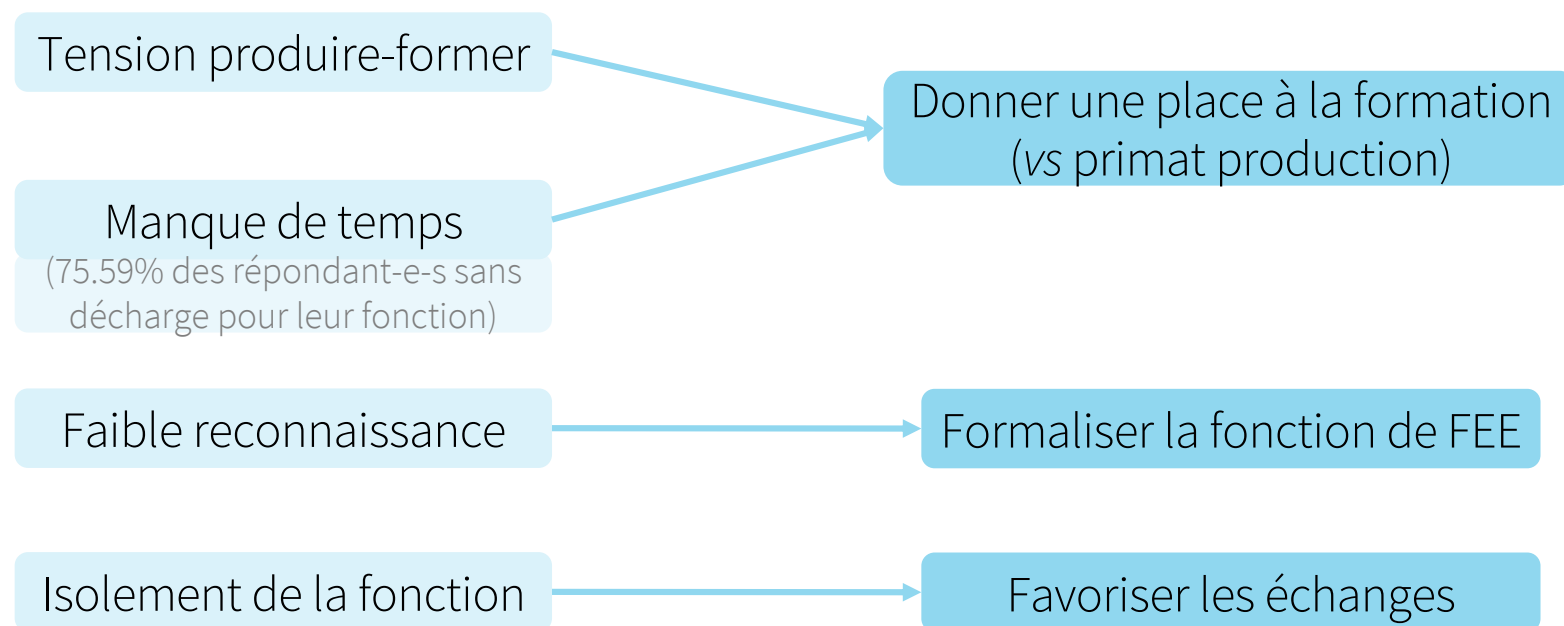 Tension produire-former
Donner une place à la formation
(vs primat production)
Manque de temps
(75.59% des répondant-e-s sans
décharge pour leur fonction)
Faible reconnaissance
Formaliser la fonction de FEE
Isolement de la fonction
Favoriser les échanges